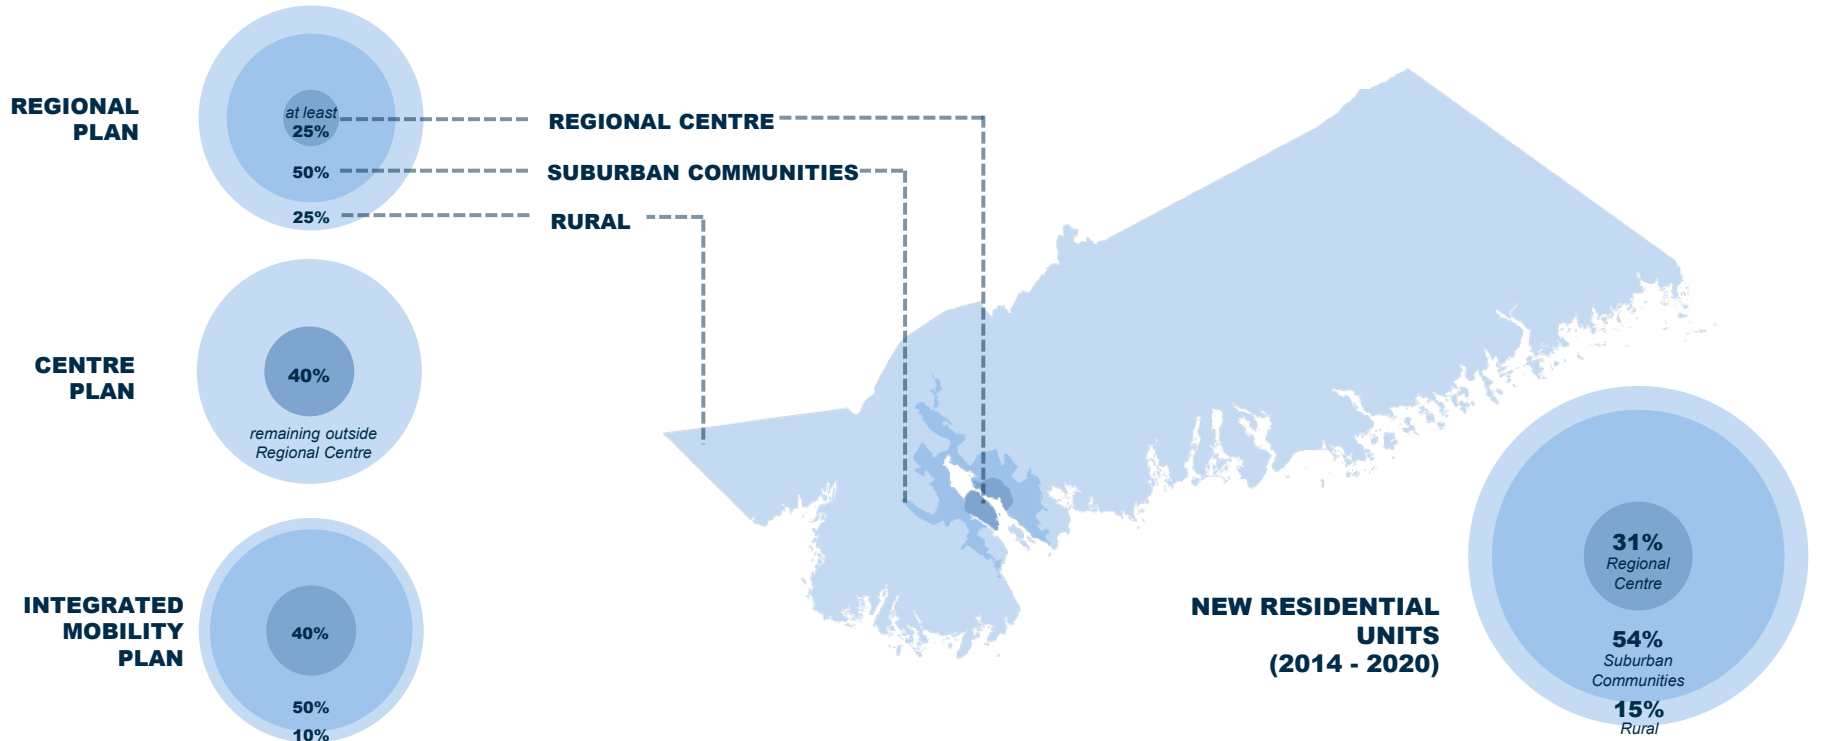 REGIONAL
PLAN
at least
25%
50%
25%
REGIONAL CENTRE
SUBURBAN COMMUNITIES
RURAL
CENTRE
PLAN
40%
remaining outside
Regional Centre
INTEGRATED
MOBILITY
PLAN
40%
50%
10%
NEW RESIDENTIAL
UNITS
(2014 - 2020)
31%
Regional
Centre
54%
Suburban
Communities
15%
Rural